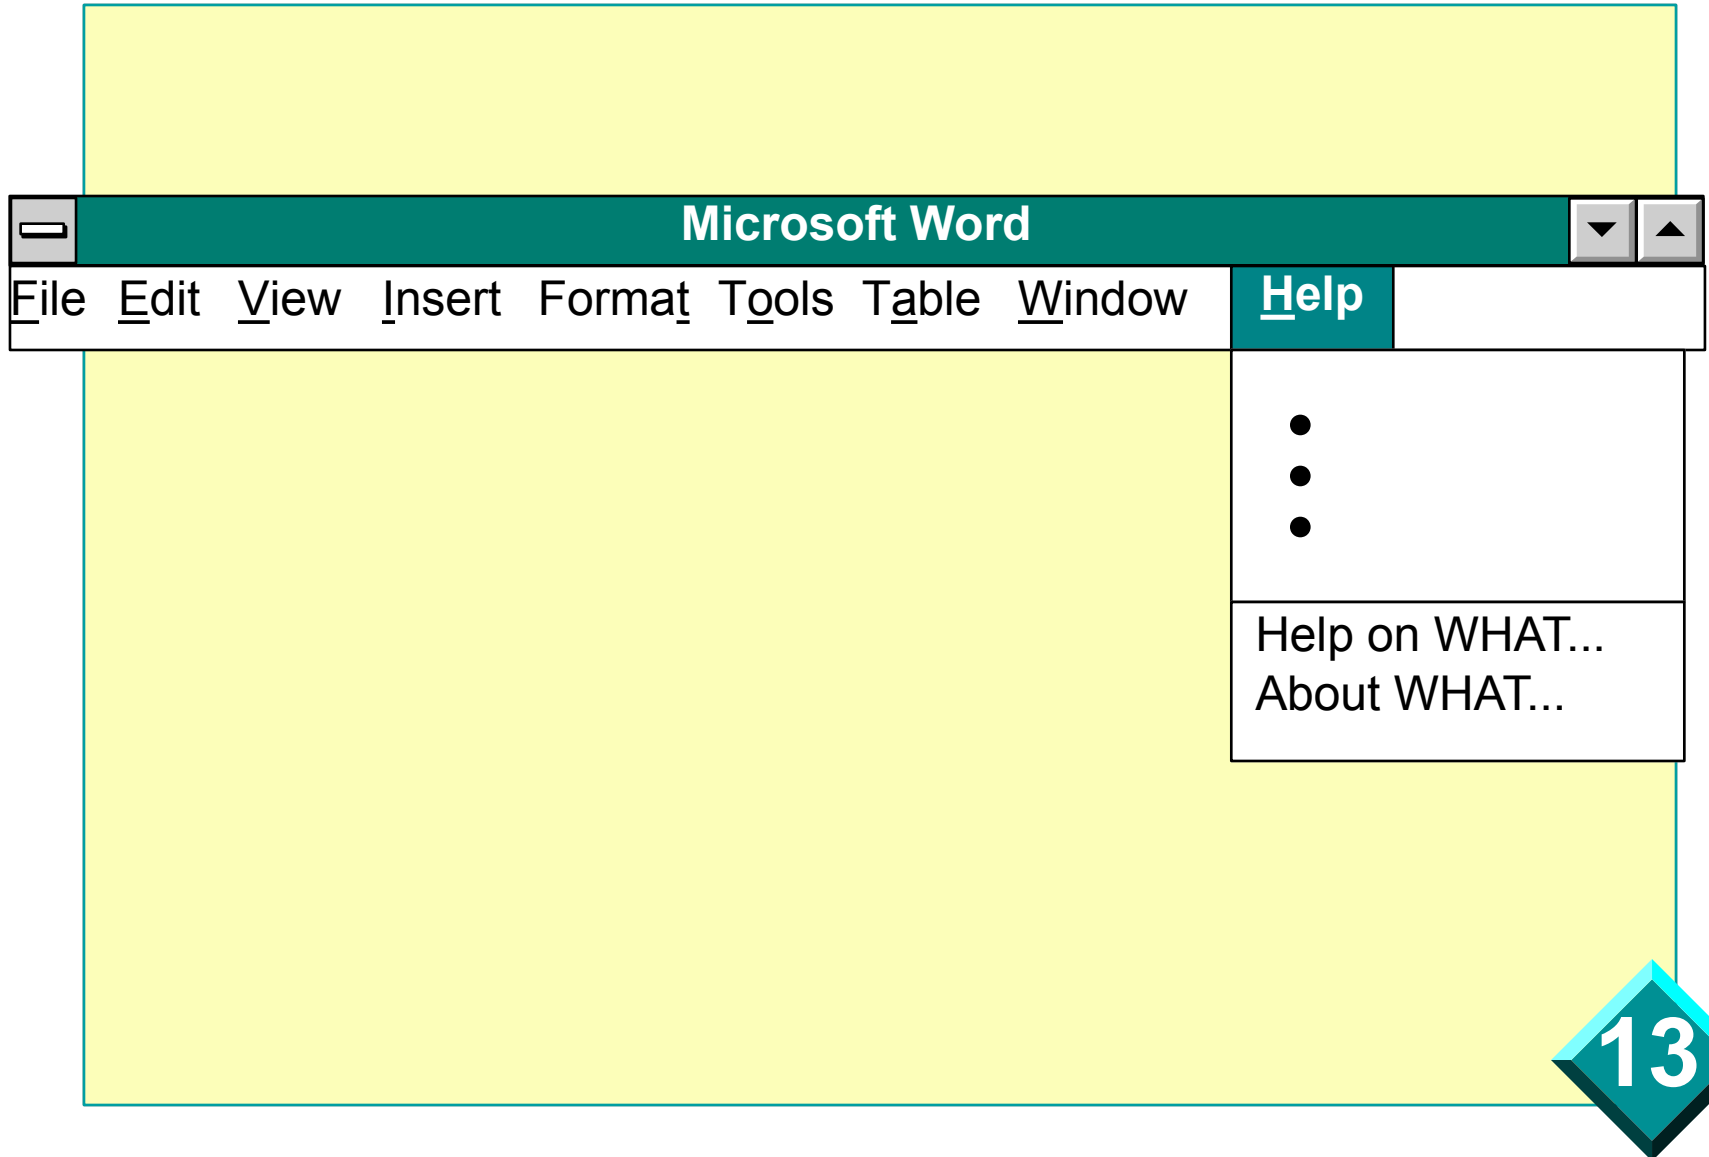 Microsoft Word
File Edit View Insert Format Tools Table Window Help
•
•
•
Help on WHAT...
About WHAT...
13